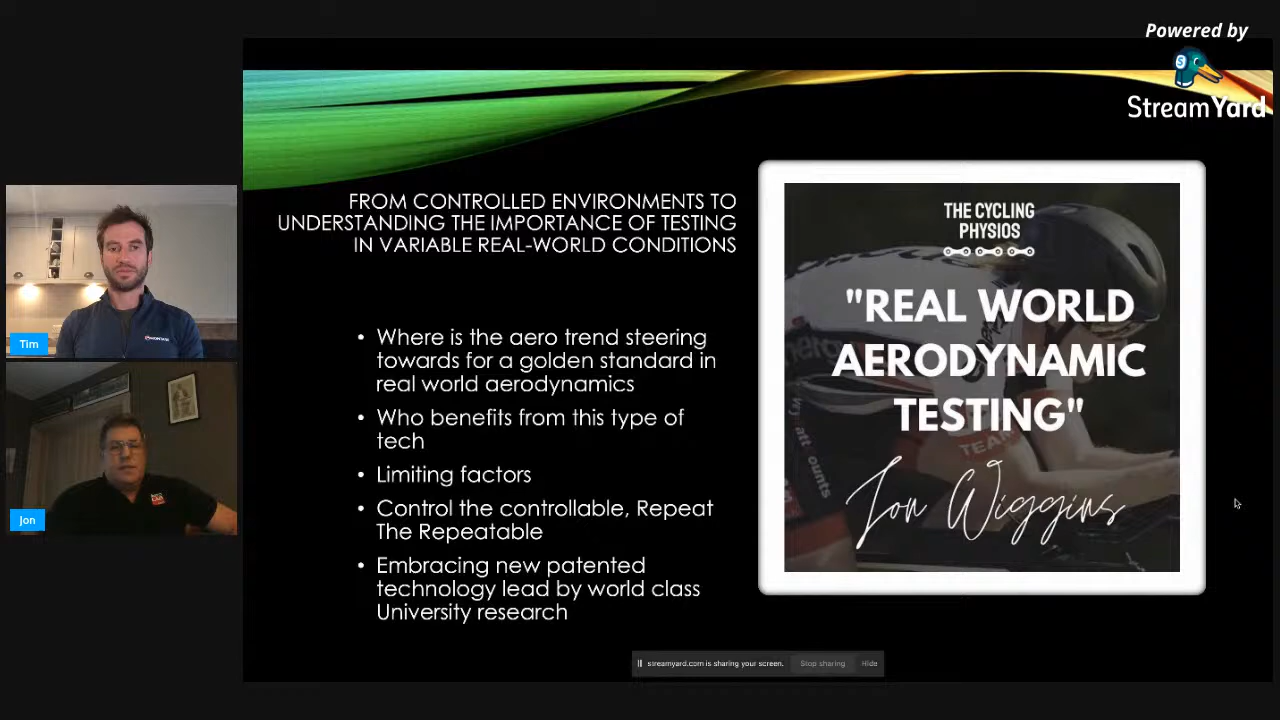 Powered by
StreamYard
FROM CONTROLLED ENVIRONMENTS TO
UNDERSTANDING THE IMPORTANCE OF TESTING
IN VARIABLE REAL-WORLD CONDITIONS
• Where is the aero trend steering
towards for a golden standard in
real world aerodynamics
• Who benefits from this type of
tech
• Limiting factors
• Control the controllable, Repeat
The Repeatable
• Embracing new patented
technology lead by world class
University research
THE CYCLING
PHYSIOS
"REAL WORLD
AERODYNAMIC
TESTING"
Jon Wiggins
TEAM
Tim
Jon
streamyard.com is sharing your screen.
Stop sharing
Hide